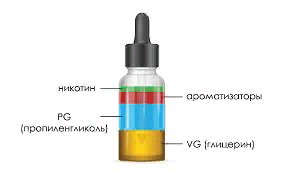 никотин
ароматизаторы
PG
(пропиленгликоль)
VG (глицерин)